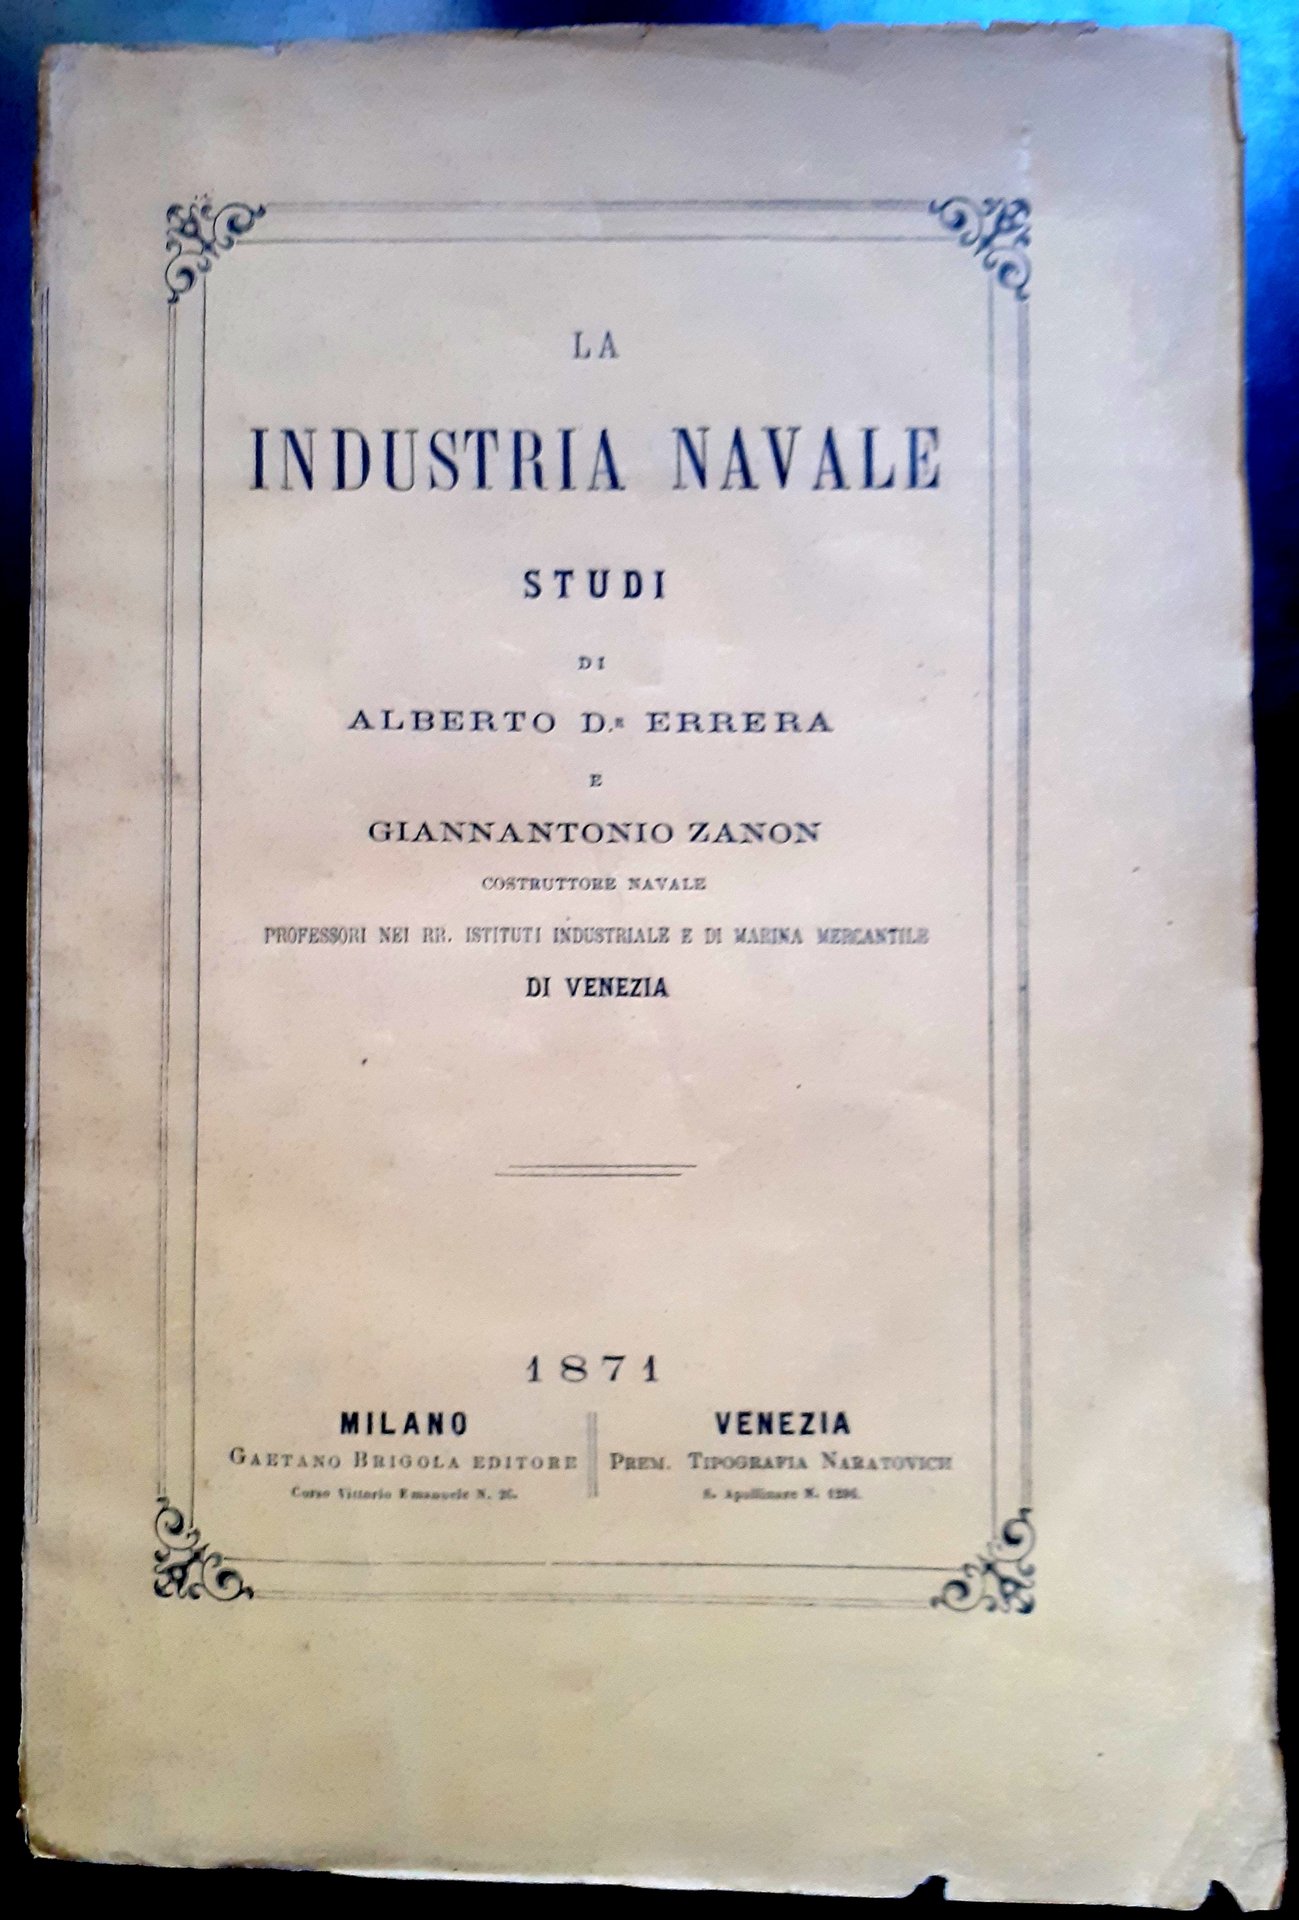 LA
INDUSTRIA NAVALE
STUDI
DI
ALBERTO D.R ERRERA
E
GIANNANTONIO ZANON
COSTRUTTORE NAVALE
PROFESSORI NEI RR. ISTITUTI INDUSTRIALE E DI MARINA MERCANTILE
DI VENEZIA
1871
MILANO
GAETANO BRIGOLA EDITORE
Corso Vittorio Emanuele N. 26.
VENEZIA
PREM. TIPOGRAFIA NARATOVICH
S. Apollinare N. 1296.